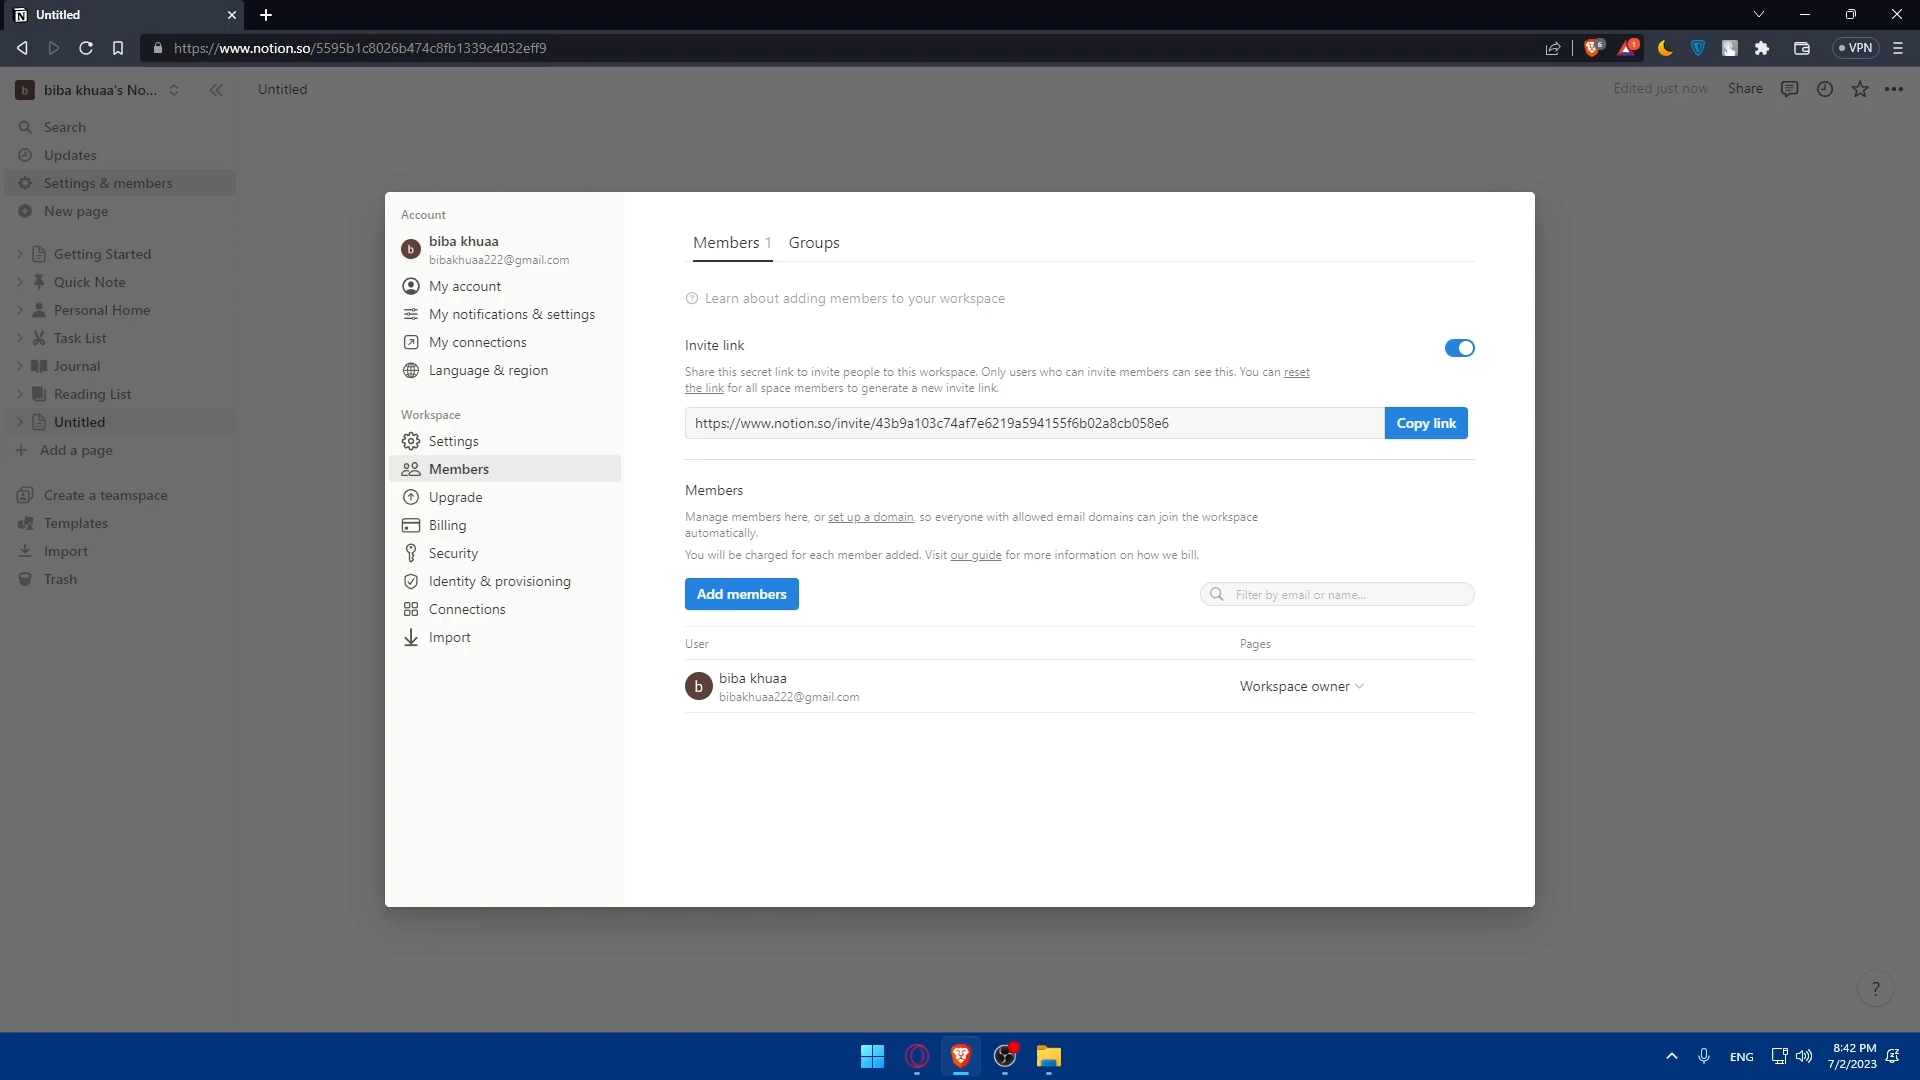 Untitled
https://www.notion.so/5595b1c8026b474c8fb1339c4032eff9
6
1
VPN
b
biba khuaa's No...
Untitled
Edited just now
Share
Search
Updates
Settings & members
New page
Getting Started
Quick Note
Personal Home
Task List
Journal
Reading List
Untitled
Add a page
Create a teamspace
Templates
Import
Trash
Account
b
biba khuaa
bibakhuaa222@gmail.com
My account
My notifications & settings
My connections
Language & region
Workspace
Settings
Members
Upgrade
Billing
Security
Identity & provisioning
Connections
Import
Members 1
Groups
Learn about adding members to your workspace
Invite link
Share this secret link to invite people to this workspace. Only users who can invite members can see this. You can reset
the link for all space members to generate a new invite link.
https://www.notion.so/invite/43b9a103c74af7e6219a594155f6b02a8cb058e6
Copy link
Members
Manage members here, or set up a domain, so everyone with allowed email domains can join the workspace
automatically.
You will be charged for each member added. Visit our guide for more information on how we bill.
Add members
Filter by email or name...
User
Pages
b
biba khuaa
bibakhuaa222@gmail.com
Workspace owner
?
ENG
8:42 PM
7/2/2023